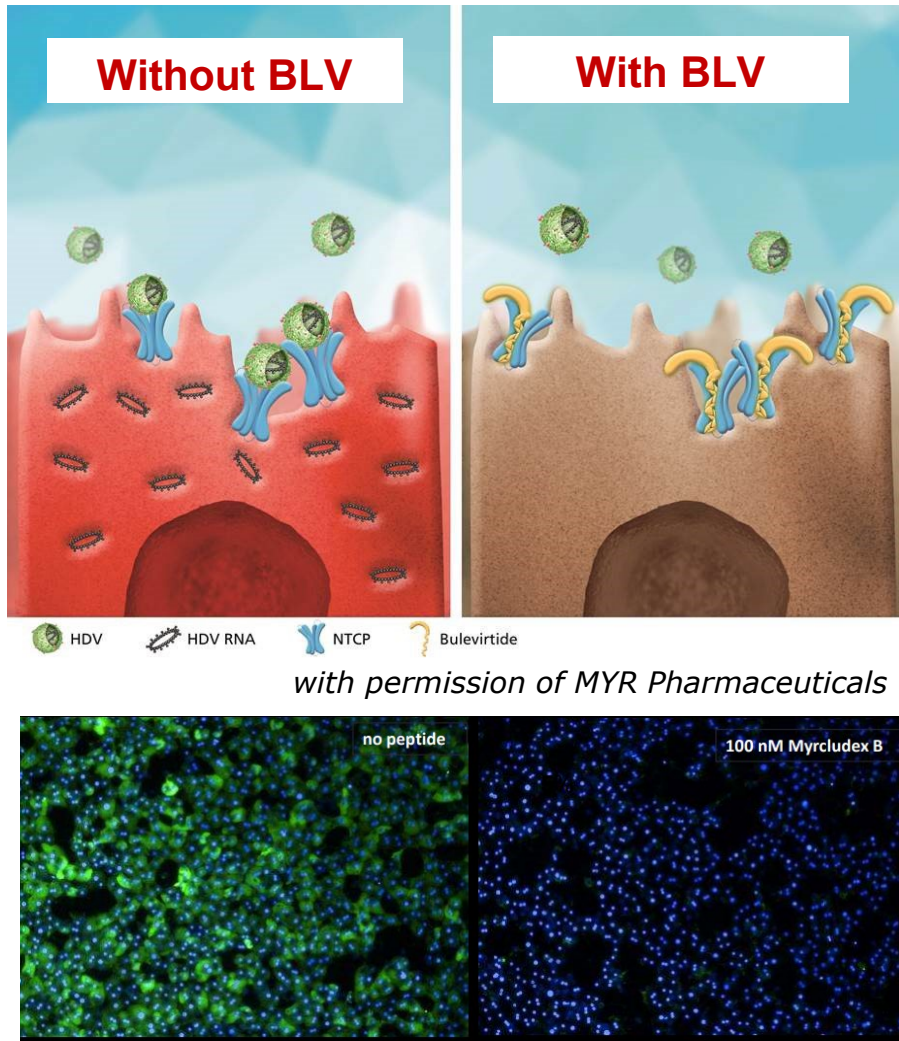 Without BLV
With BLV
HDV
HDV RNA
NTCP
Bulevirtide
with permission of MYR Pharmaceuticals
no peptide
100 nM Myrcludex B